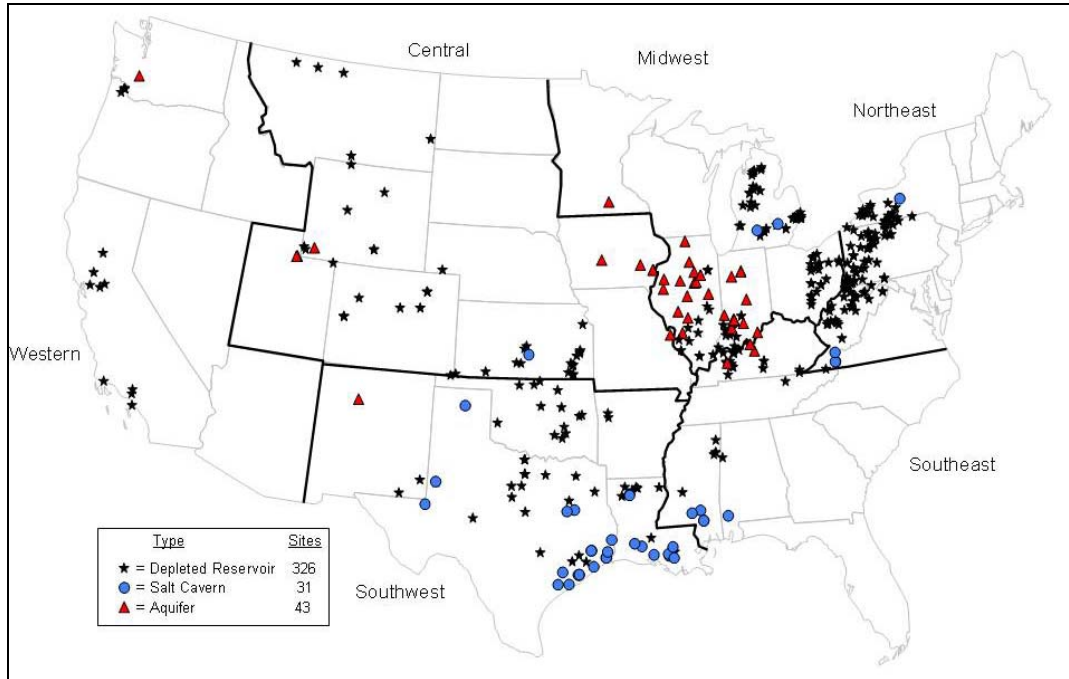 Central
Midwest
Northeast
Western
Southeast
Southwest
Type Sites
= Depleted Reservoir 326
= Salt Cavern 31
= Aquifer 43